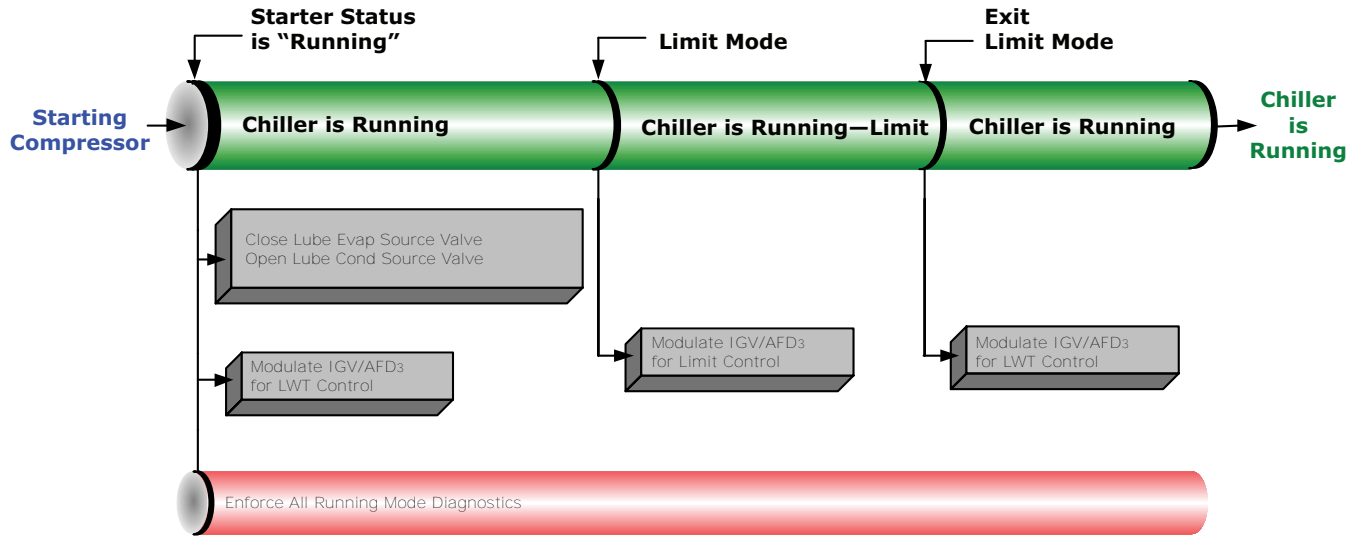 Starter Status
is “Running”
Limit Mode
Exit
Limit Mode
Starting
Compressor
Chiller is Running
Chiller is Running—Limit
Chiller is Running
Chiller
is
Running
Close Lube Evap Source Valve
Open Lube Cond Source Valve
Modulate IGV/AFD3
for LWT Control
Modulate IGV/AFD3
for Limit Control
Modulate IGV/AFD3
for LWT Control
Enforce All Running Mode Diagnostics